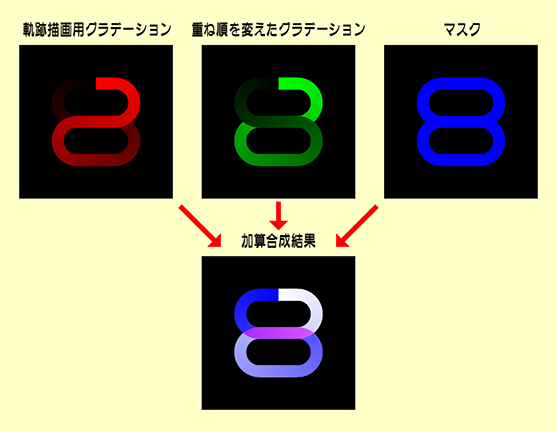 軌跡描画用グラデーション
重ね順を変えたグラデーション
マスク
加算合成結果